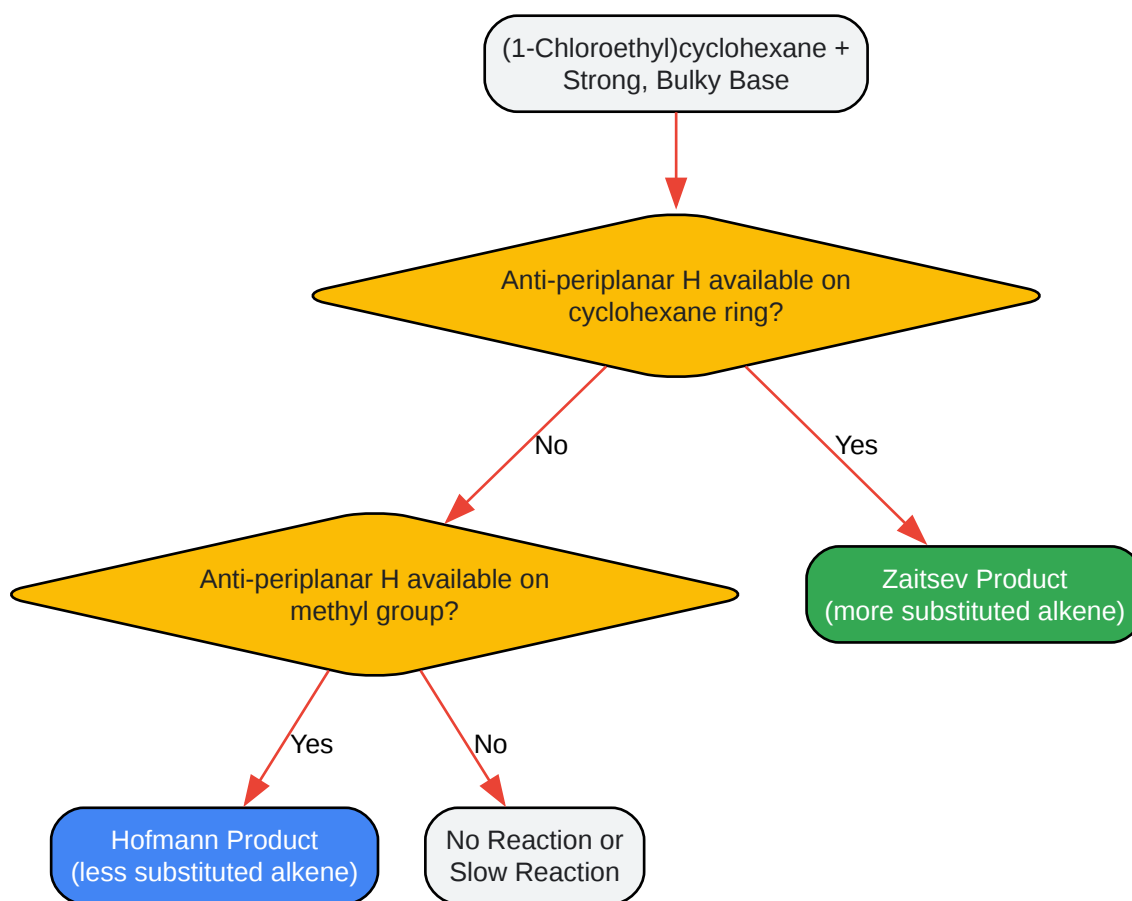 (1-Chloroethyl)cyclohexane +
Strong, Bulky Base
Anti-periplanar H available on
cyclohexane ring?
No
Yes
Anti-periplanar H available on
methyl group?
Zaitsev Product
(more substituted alkene)
Yes
No
Hofmann Product
(less substituted alkene)
No Reaction or
Slow Reaction